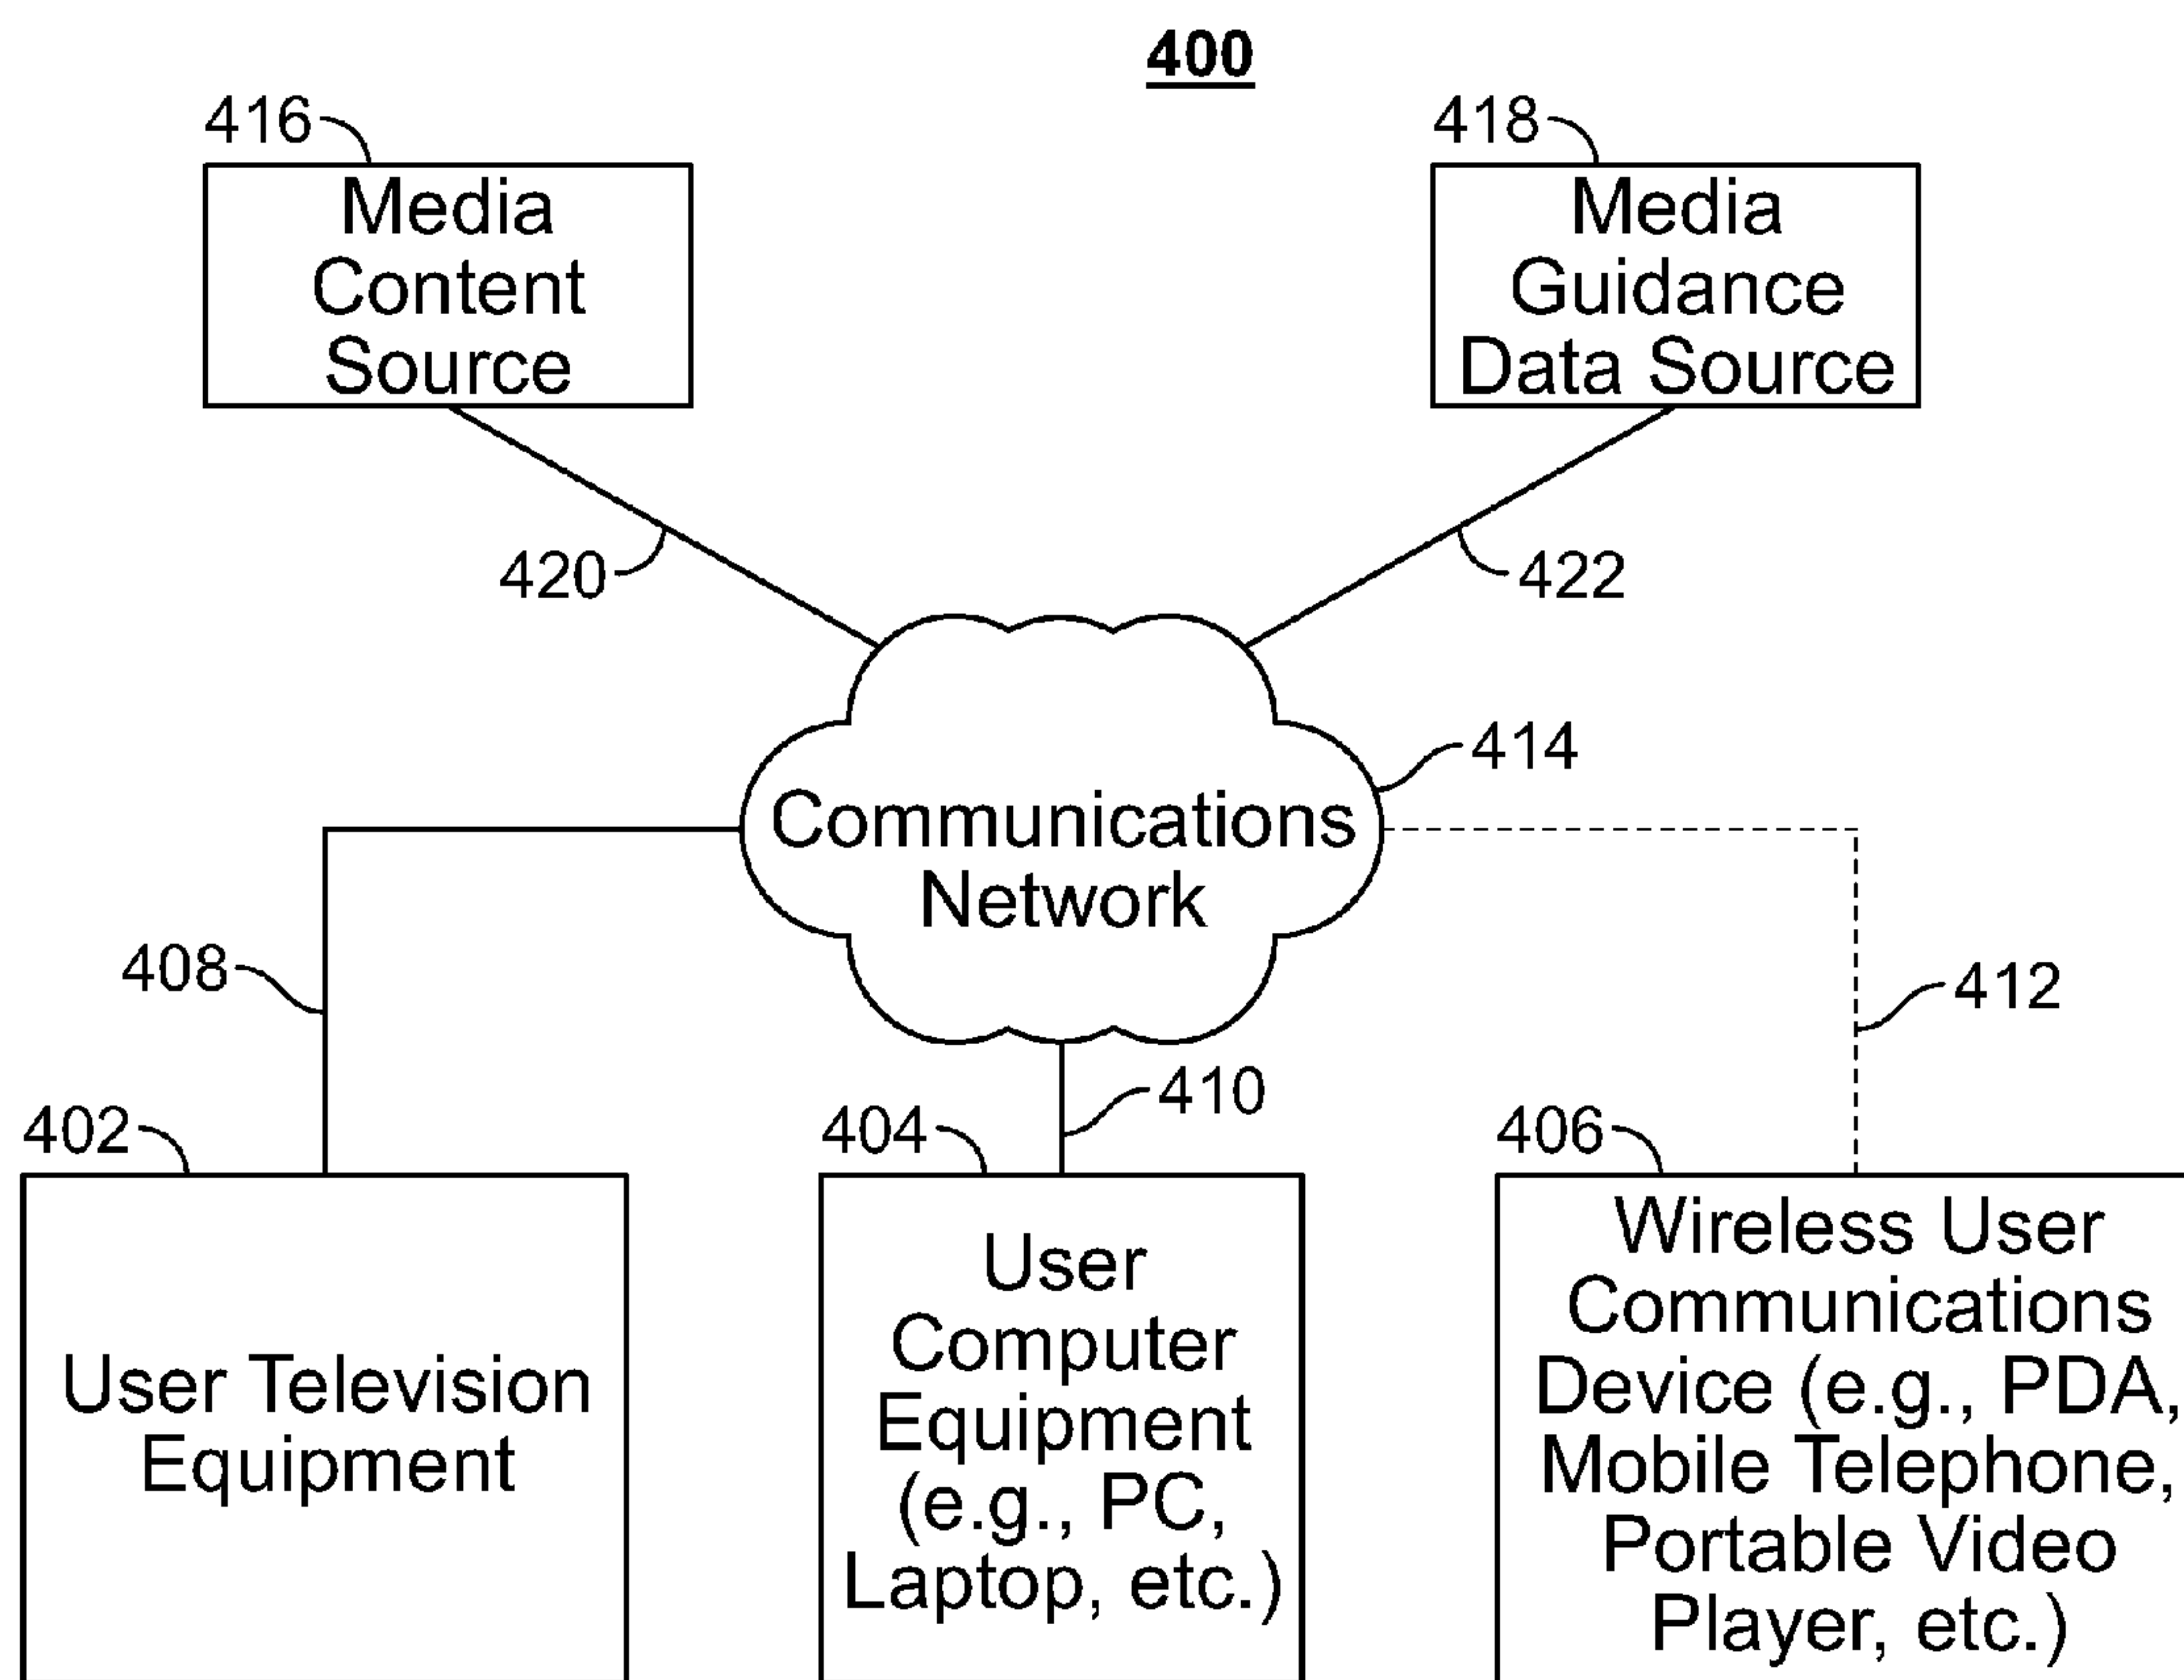 400
416
418
Media
Content
Source
Media
Guidance
Data Source
420
422
414
Communications
Network
408
412
410
402
404
406
User Television
Equipment
User
Computer
Equipment
(e.g., PC,
Laptop, etc.)
Wireless User
Communications
Device (e.g., PDA,
Mobile Telephone,
Portable Video
Player, etc.)